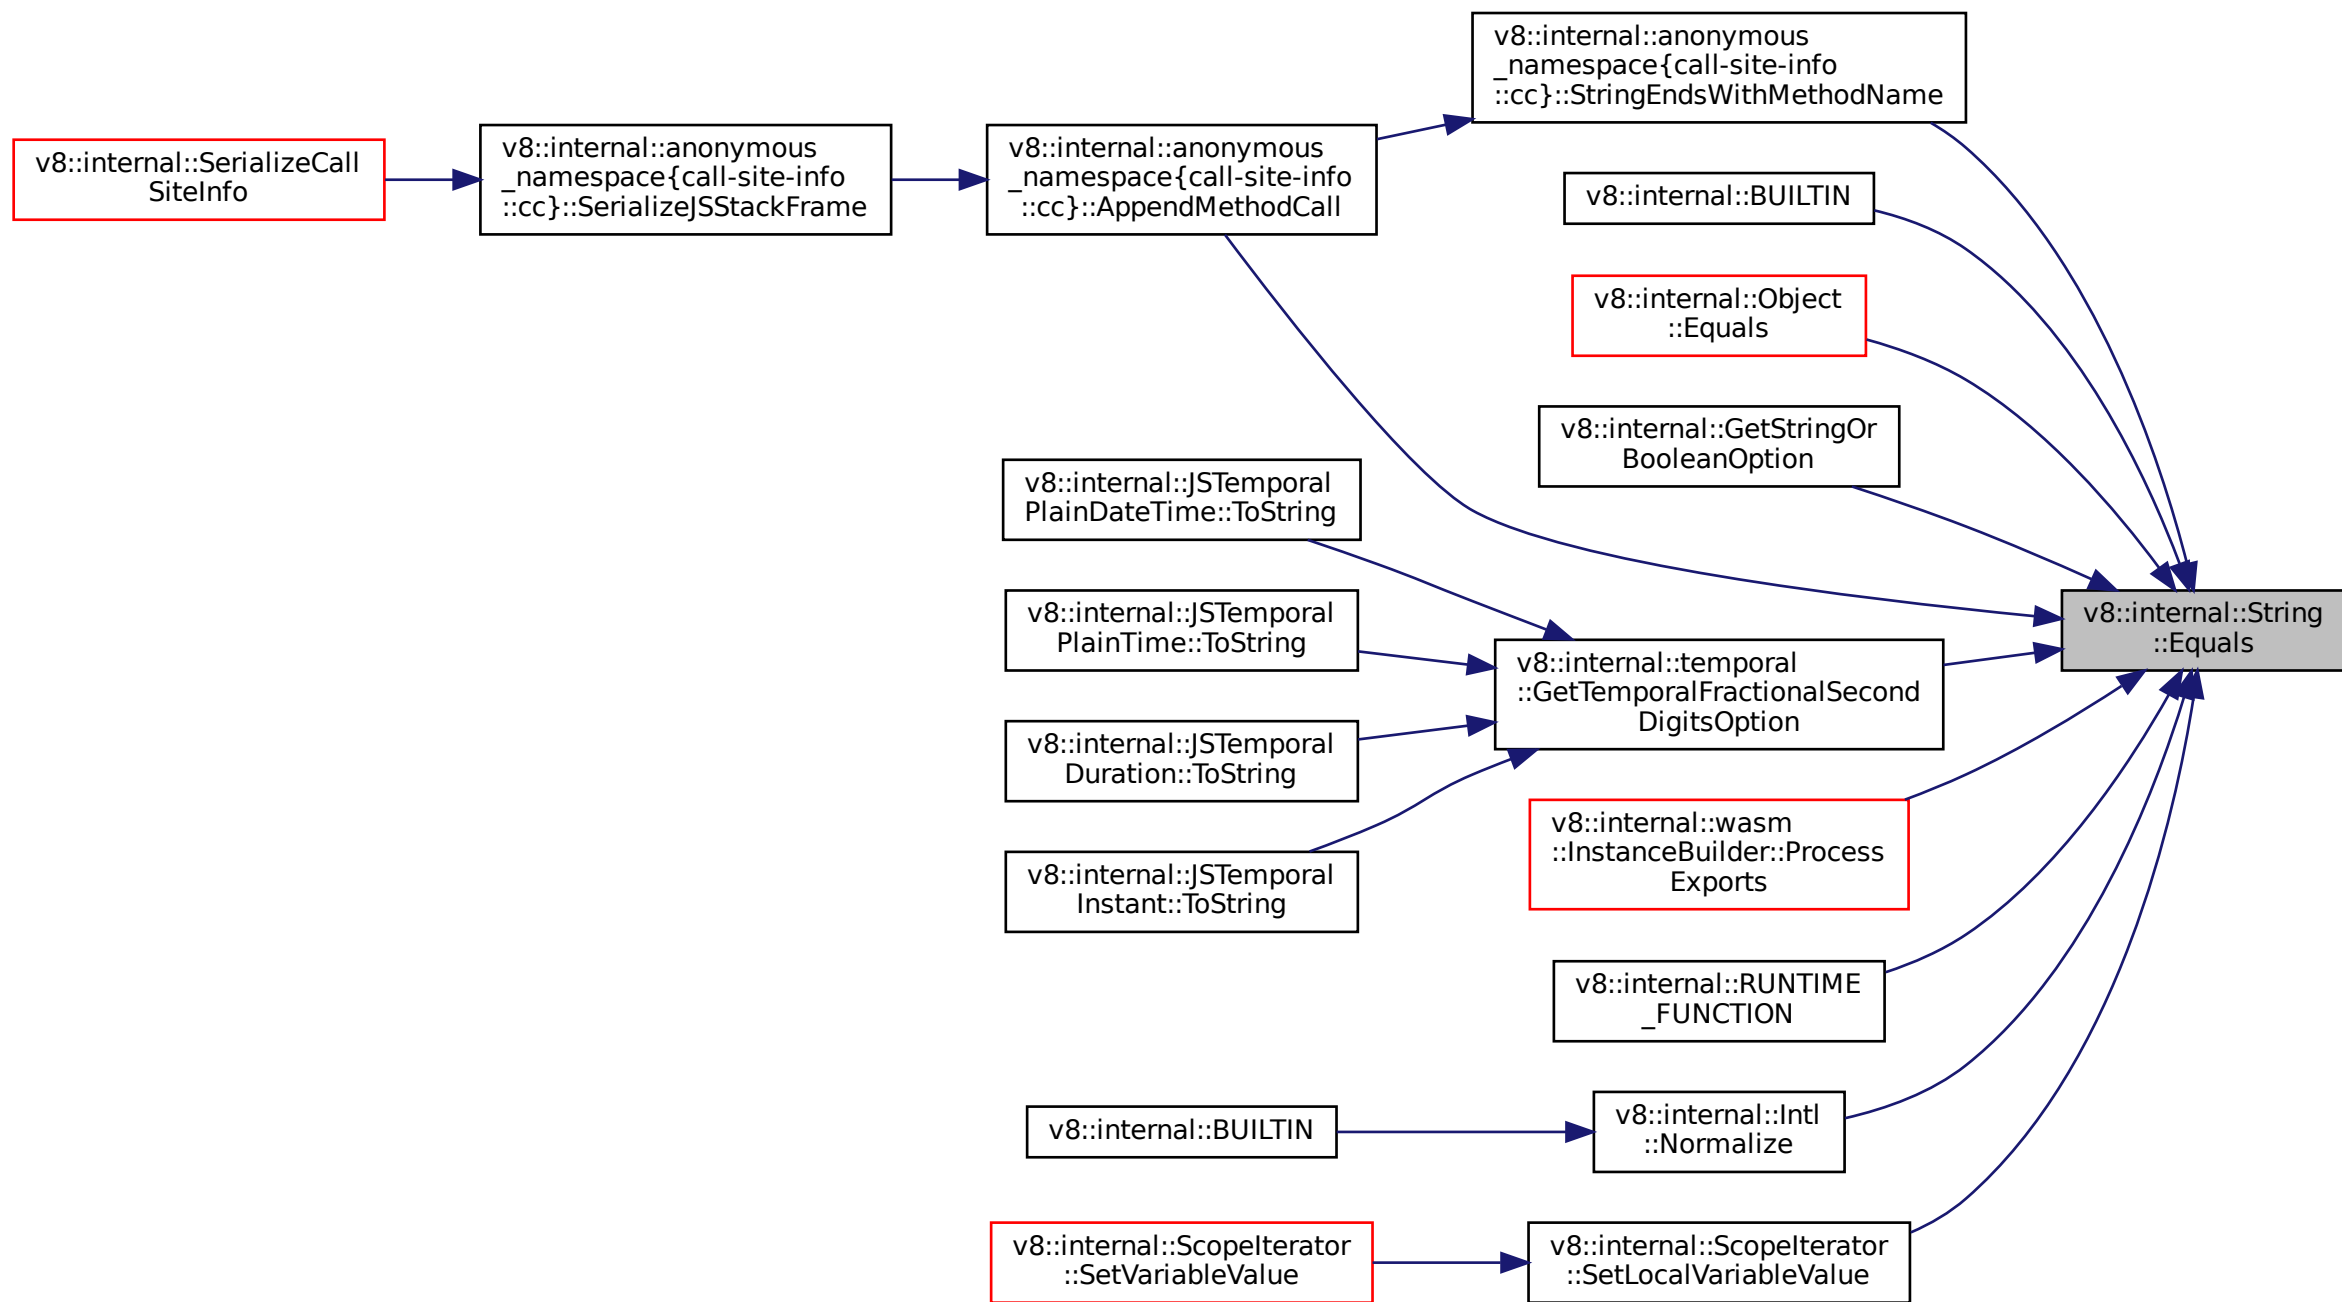 v8::internal::anonymous
_namespace{call-site-info
::cc}::StringEndsWithMethodName
v8::internal::SerializeCall
SiteInfo
v8::internal::anonymous
_namespace{call-site-info
::cc}::SerializeJSStackFrame
v8::internal::anonymous
_namespace{call-site-info
::cc}::AppendMethodCall
v8::internal::BUILTIN
v8::internal::Object
::Equals
v8::internal::GetStringOr
BooleanOption
v8::internal::JSTemporal
PlainDateTime::ToString
v8::internal::JSTemporal
PlainTime::ToString
v8::internal::String
::Equals
v8::internal::temporal
::GetTemporalFractionalSecond
DigitsOption
v8::internal::JSTemporal
Duration::ToString
v8::internal::wasm
::InstanceBuilder::Process
Exports
v8::internal::JSTemporal
Instant::ToString
v8::internal::RUNTIME
_FUNCTION
v8::internal::BUILTIN
v8::internal::Intl
::Normalize
v8::internal::ScopeIterator
::SetVariableValue
v8::internal::ScopeIterator
::SetLocalVariableValue